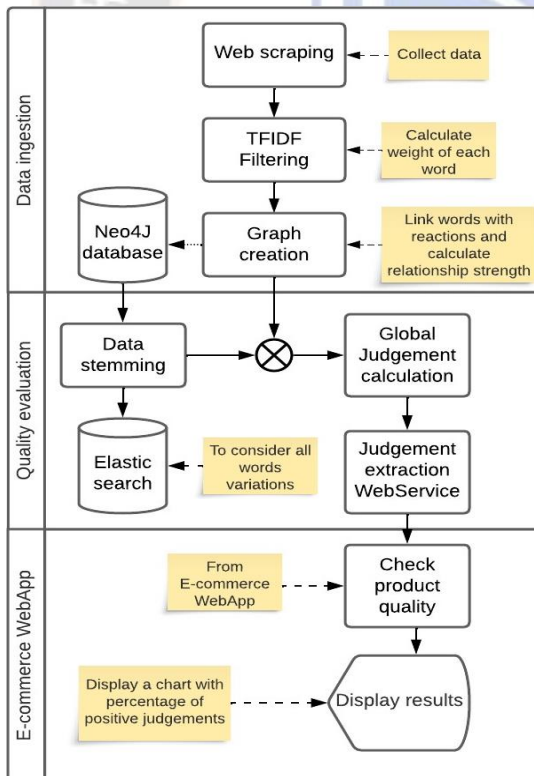 Data ingestion
Web scraping
Collect data
TFIDF
Filtering
Calculate
weight of each
word
Neo4J
database
Graph
creation
Link words with
reactions and
calculate
relationship strength
Quality evaluation
Data
stemming
Global
Judgement
calculation
Elastic
search
To consider all
words
variations
Judgement
extraction
WebService
E-commerce WebApp
From
E-commerce
WebApp
Check
product
quality
Display a chart with
percentage of
positive judgements
Display results